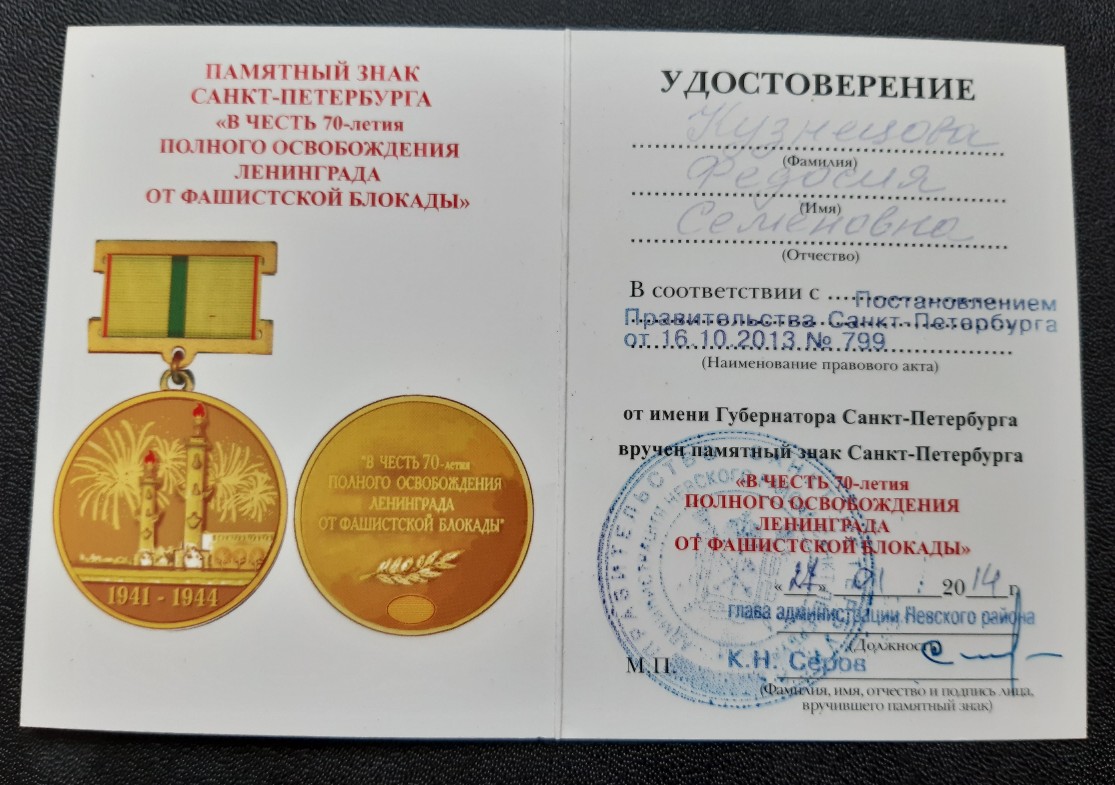 ПАМЯТНЫЙ ЗНАК
САНКТ-ПЕТЕРБУРГА
«В ЧЕСТЬ 70-летия
ПОЛНОГО ОСВОБОЖДЕНИЯ
ЛЕНИНГРАДА
ОТ ФАШИСТСКОЙ БЛОКАДЫ»
1941 - 1944
"В ЧЕСТЬ 70-летия
ПОЛНОГО ОСВОБОЖДЕНИЯ
ЛЕНИНГРАДА
ОТ ФАШИСТСКОЙ БЛОКАДЫ"
УДОСТОВЕРЕНИЕ
Кузнецова
(Фамилия)
Федосия
(Имя)
Семеновна
(Отчество)
В соответствии с Постановлением
Правительства Санкт-Петербурга
от 16.10.2013 № 799
(Наименование правового акта)
от имени Губернатора Санкт-Петербурга
вручен памятный знак Санкт-Петербурга
«В ЧЕСТЬ 70-летия
ПОЛНОГО ОСВОБОЖДЕНИЯ
ЛЕНИНГРАДА
ОТ ФАШИСТСКОЙ БЛОКАДЫ»
«27» 01 2014 г.
глава администрации Невского района
(Должность)
М.П. К.Н. Серов
(Фамилия, имя, отчество и подпись лица,
вручившего памятный знак)